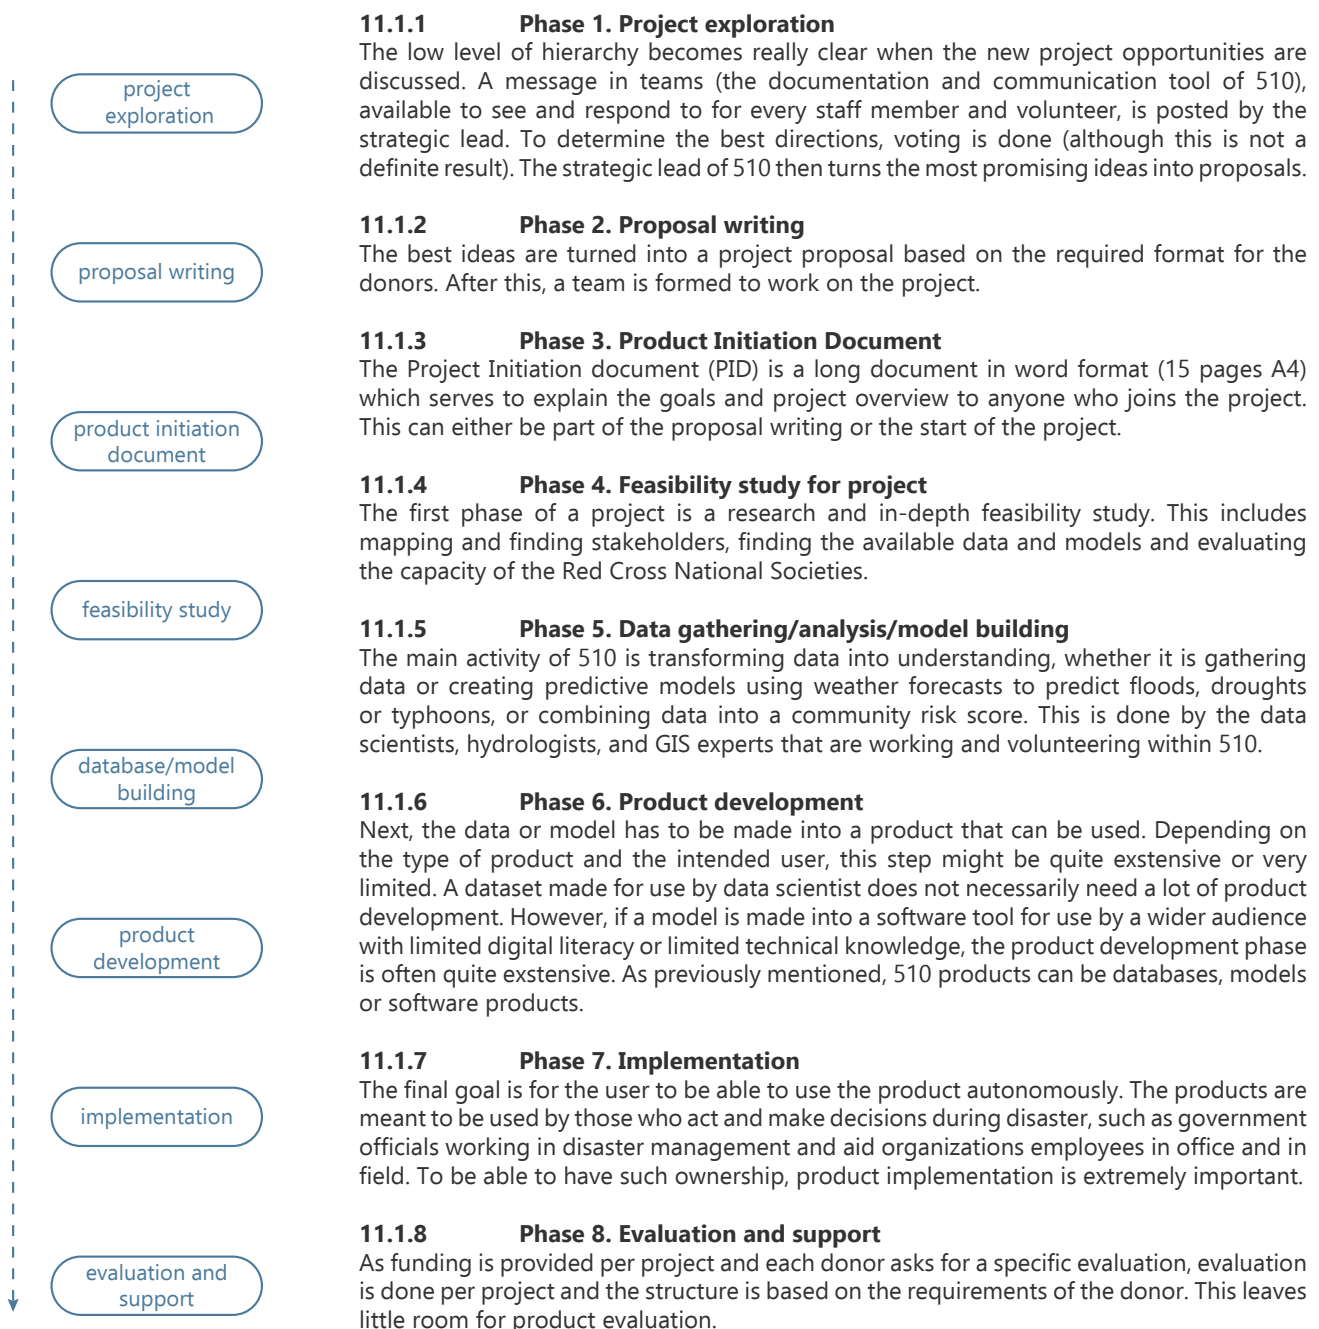 11.1.1 Phase 1. Project exploration
The low level of hierarchy becomes really clear when the new project opportunities are
discussed. A message in teams (the documentation and communication tool of 510),
available to see and respond to for every staff member and volunteer, is posted by the
strategic lead. To determine the best directions, voting is done (although this is not a
definite result). The strategic lead of 510 then turns the most promising ideas into proposals.
project
exploration
11.1.2 Phase 2. Proposal writing
The best ideas are turned into a project proposal based on the required format for the
donors. After this, a team is formed to work on the project.
proposal writing
11.1.3 Phase 3. Product Initiation Document
The Project Initiation document (PID) is a long document in word format (15 pages A4)
which serves to explain the goals and project overview to anyone who joins the project.
This can either be part of the proposal writing or the start of the project.
product initiation
document
11.1.4 Phase 4. Feasibility study for project
The first phase of a project is a research and in-depth feasibility study. This includes
mapping and finding stakeholders, finding the available data and models and evaluating
the capacity of the Red Cross National Societies.
feasibility study
11.1.5 Phase 5. Data gathering/analysis/model building
The main activity of 510 is transforming data into understanding, whether it is gathering
data or creating predictive models using weather forecasts to predict floods, droughts
or typhoons, or combining data into a community risk score. This is done by the data
scientists, hydrologists, and GIS experts that are working and volunteering within 510.
database/model
building
11.1.6 Phase 6. Product development
Next, the data or model has to be made into a product that can be used. Depending on
the type of product and the intended user, this step might be quite exstensive or very
limited. A dataset made for use by data scientist does not necessarily need a lot of product
development. However, if a model is made into a software tool for use by a wider audience
with limited digital literacy or limited technical knowledge, the product development phase
is often quite exstensive. As previously mentioned, 510 products can be databases, models
or software products.
product
development
11.1.7 Phase 7. Implementation
The final goal is for the user to be able to use the product autonomously. The products are
meant to be used by those who act and make decisions during disaster, such as government
officials working in disaster management and aid organizations employees in office and in
field. To be able to have such ownership, product implementation is extremely important.
implementation
11.1.8 Phase 8. Evaluation and support
As funding is provided per project and each donor asks for a specific evaluation, evaluation
is done per project and the structure is based on the requirements of the donor. This leaves
little room for product evaluation.
evaluation and
support